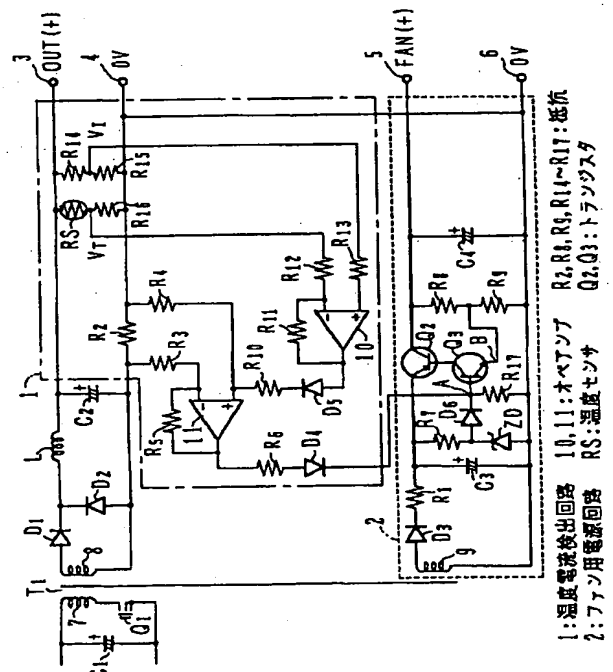 T1
C1
7
Q1
8
D1
D2
L
C2
1
R2
R3
R4
R5
11
R6
D4
R10
D5
10
R11
R12
R13
RS
VT
R16
R14
VI
R15
3
OUT(+)
4
0V
2
9
D3
R1
C3
R7
D6
ZD
A
R17
Q2
Q3
B
R8
R9
C4
5
FAN(+)
6
0V
1:温度電流検出回路 10,11:オペアンプ R2,R8,R9,R14~R17:抵抗
2:ファン用電源回路 RS:温度センサ Q2,Q3:トランジスタ